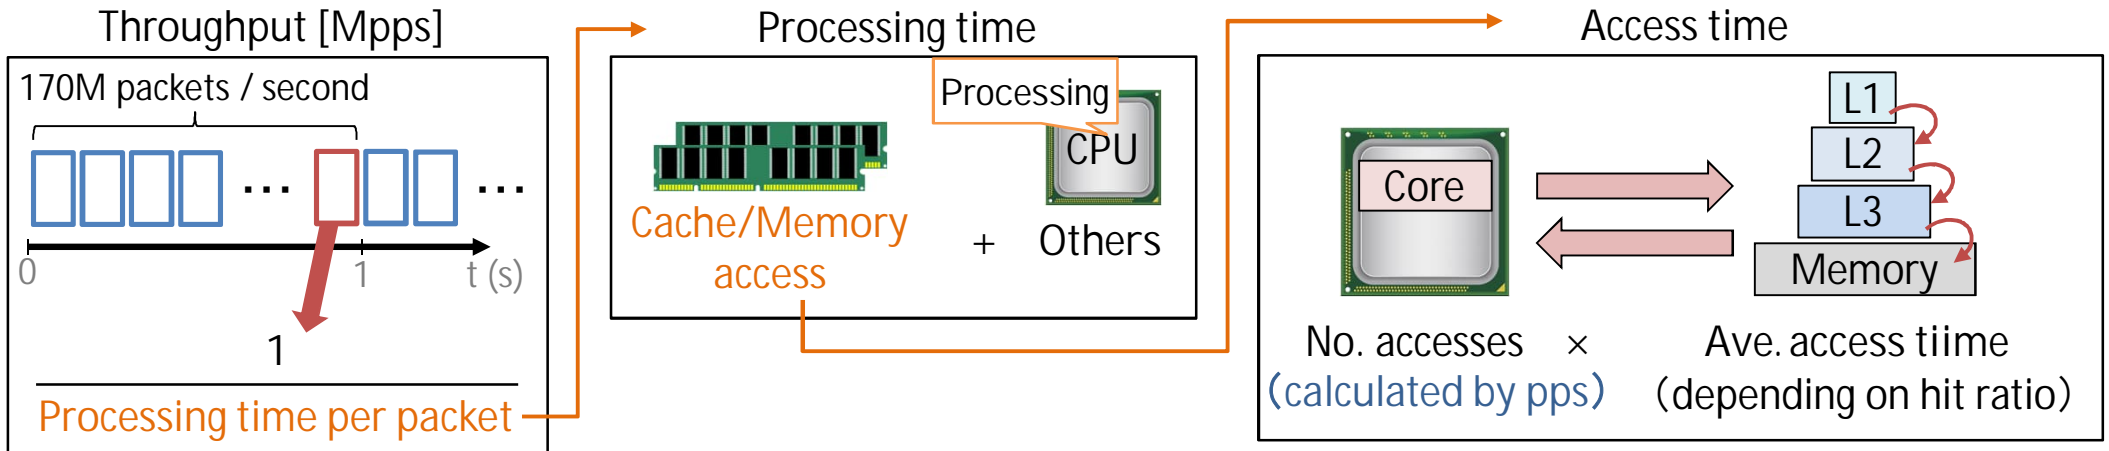 Throughput [Mpps]
170M packets / second
... ...
0 1 t (s)
1
Processing time per packet
Processing time
Processing
CPU
Cache/Memory
access
+ Others
Access time
Core
L1
L2
L3
Memory
No. accesses × Ave. access tiime
(calculated by pps) (depending on hit ratio)